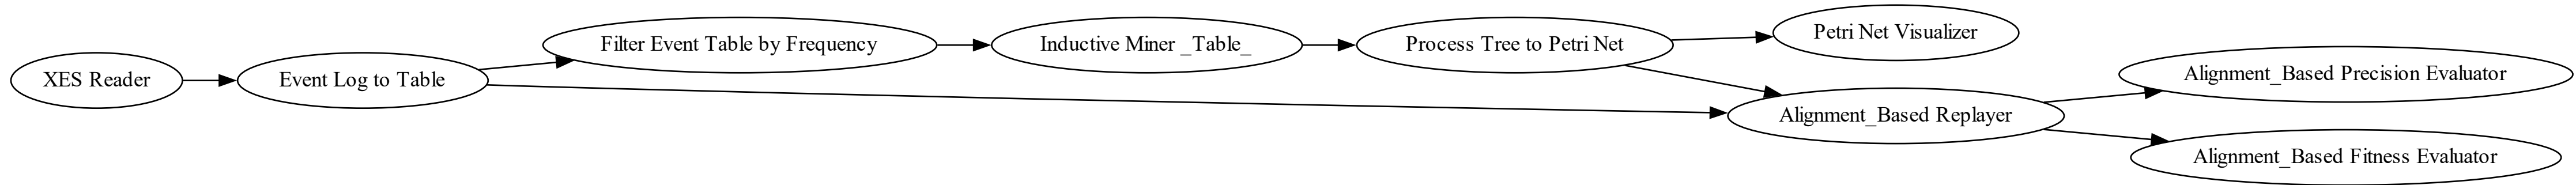 XES Reader
Event Log to Table
Filter Event Table by Frequency
Inductive Miner _Table_
Process Tree to Petri Net
Petri Net Visualizer
Alignment_Based Replayer
Alignment_Based Precision Evaluator
Alignment_Based Fitness Evaluator